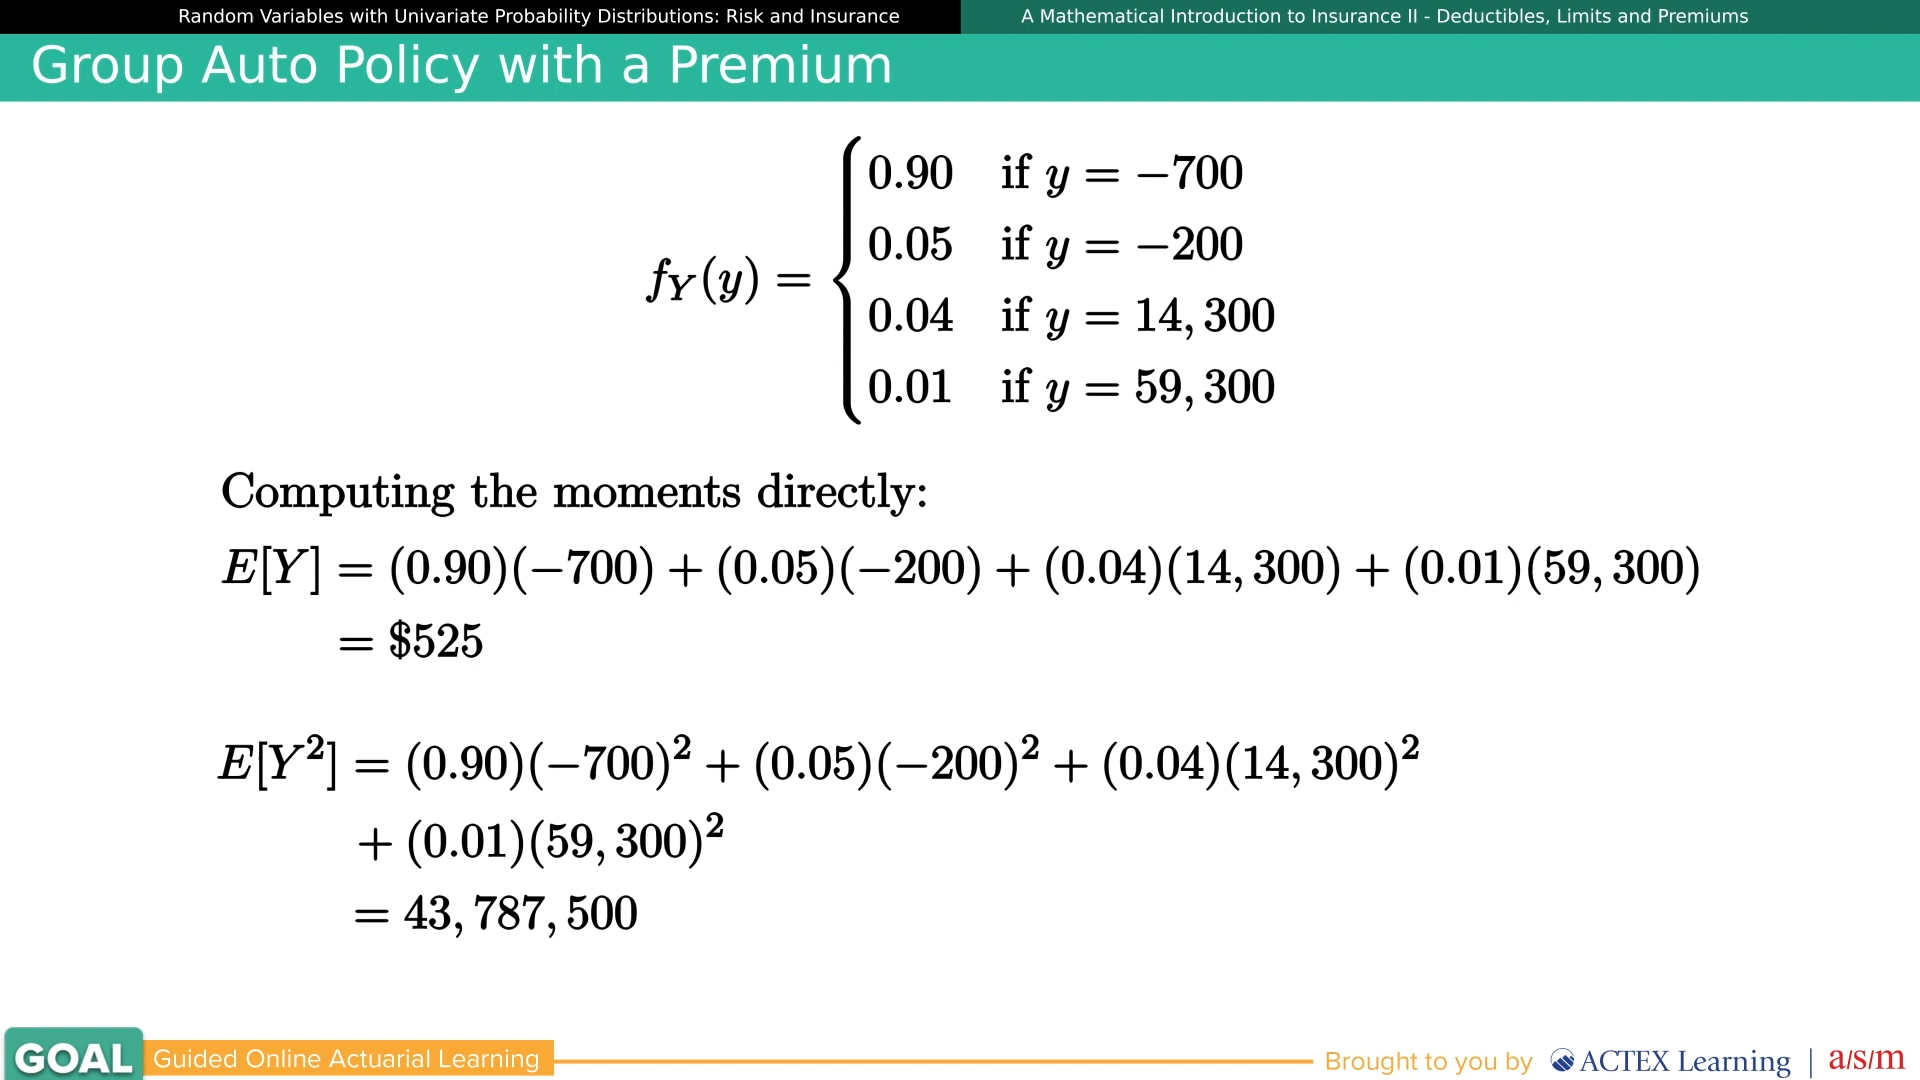 Random Variables with Univariate Probability Distributions: Risk and Insurance
A Mathematical Introduction to Insurance II - Deductibles, Limits and Premiums
Group Auto Policy with a Premium
f_Y(y) = { 0.90 if y = −700
0.05 if y = −200
0.04 if y = 14,300
0.01 if y = 59,300
Computing the moments directly:
E[Y] = (0.90)(−700) + (0.05)(−200) + (0.04)(14,300) + (0.01)(59,300)
= $525
E[Y²] = (0.90)(−700)² + (0.05)(−200)² + (0.04)(14,300)²
+ (0.01)(59,300)²
= 43,787,500
GOAL Guided Online Actuarial Learning
Brought to you by ACTEX Learning | a/s/m